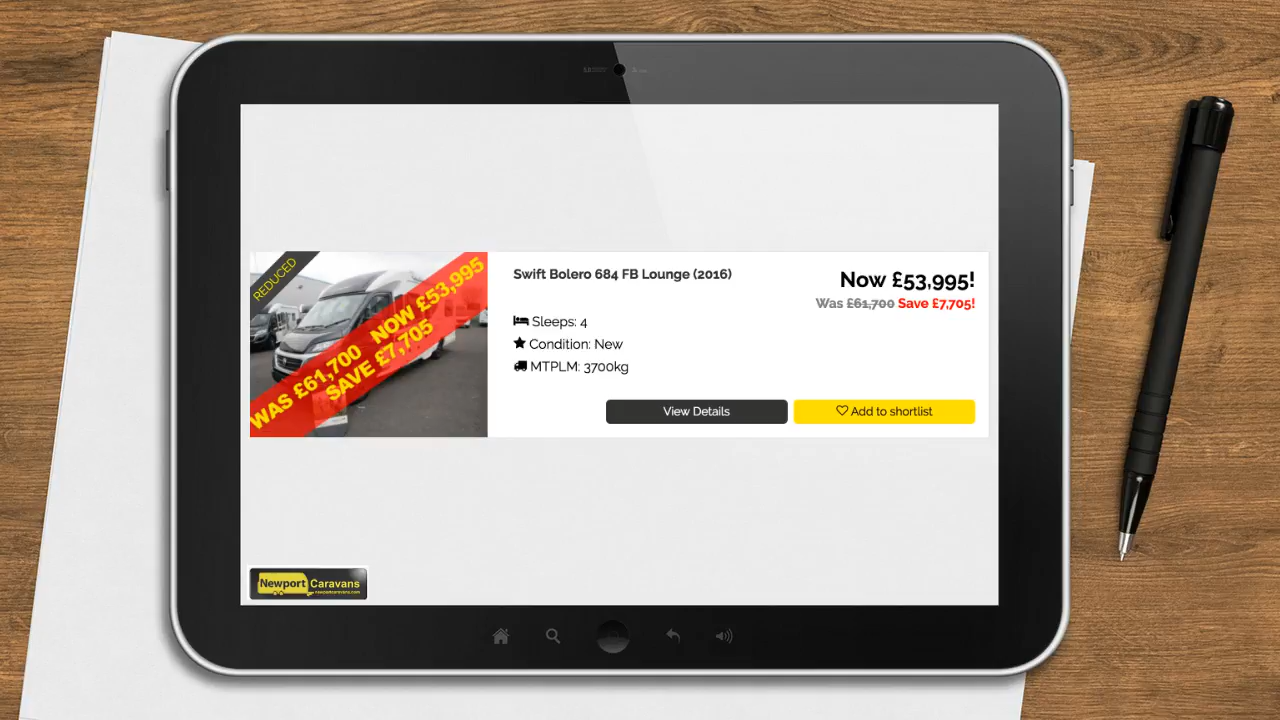 REDUCED
WAS £61,700 NOW £53,995
SAVE £7,705
Swift Bolero 684 FB Lounge (2016)
Now £53,995!
Was £61,700 Save £7,705!
Sleeps: 4
Condition: New
MTPLM: 3700kg
View Details
Add to shortlist
Newport Caravans
newportcaravans.com